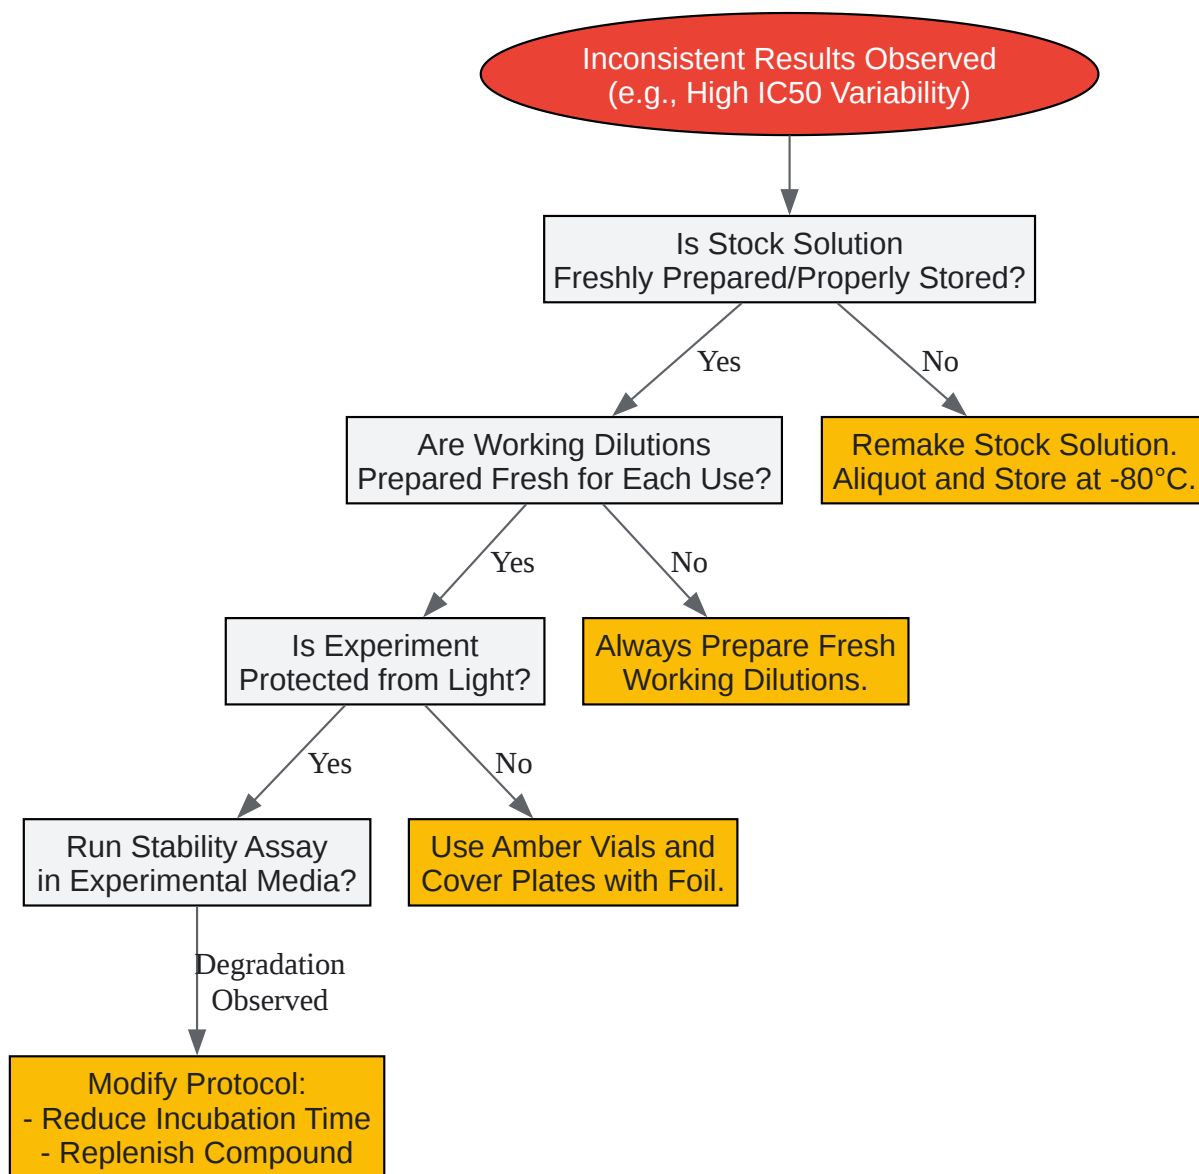 Inconsistent Results Observed
(e.g., High IC50 Variability)
Is Stock Solution
Freshly Prepared/Properly Stored?
Yes
No
Are Working Dilutions
Prepared Fresh for Each Use?
Remake Stock Solution.
Aliquot and Store at -80°C.
Yes
No
Is Experiment
Protected from Light?
Always Prepare Fresh
Working Dilutions.
Yes
No
Run Stability Assay
in Experimental Media?
Use Amber Vials and
Cover Plates with Foil.
Degradation
Observed
Modify Protocol:
- Reduce Incubation Time
- Replenish Compound